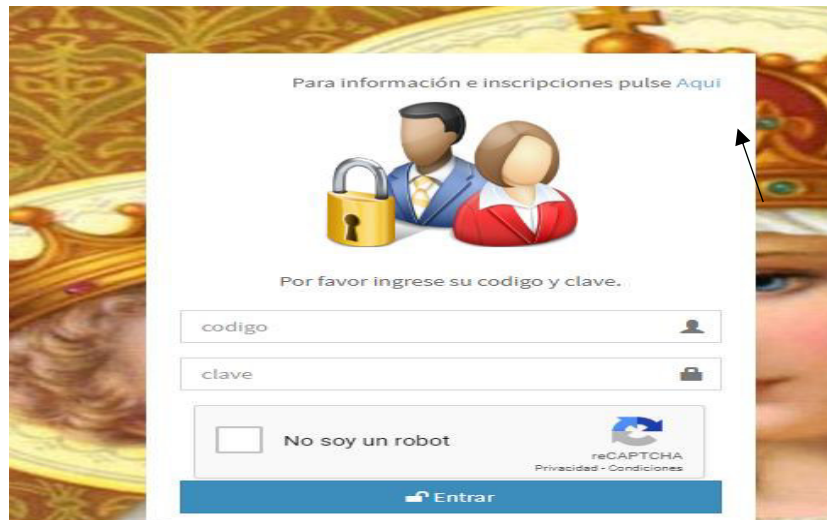 Para información e inscripciones pulse Aqui
Por favor ingrese su codigo y clave.
codigo
clave
No soy un robot
reCAPTCHA
Privacidad - Condiciones
Entrar